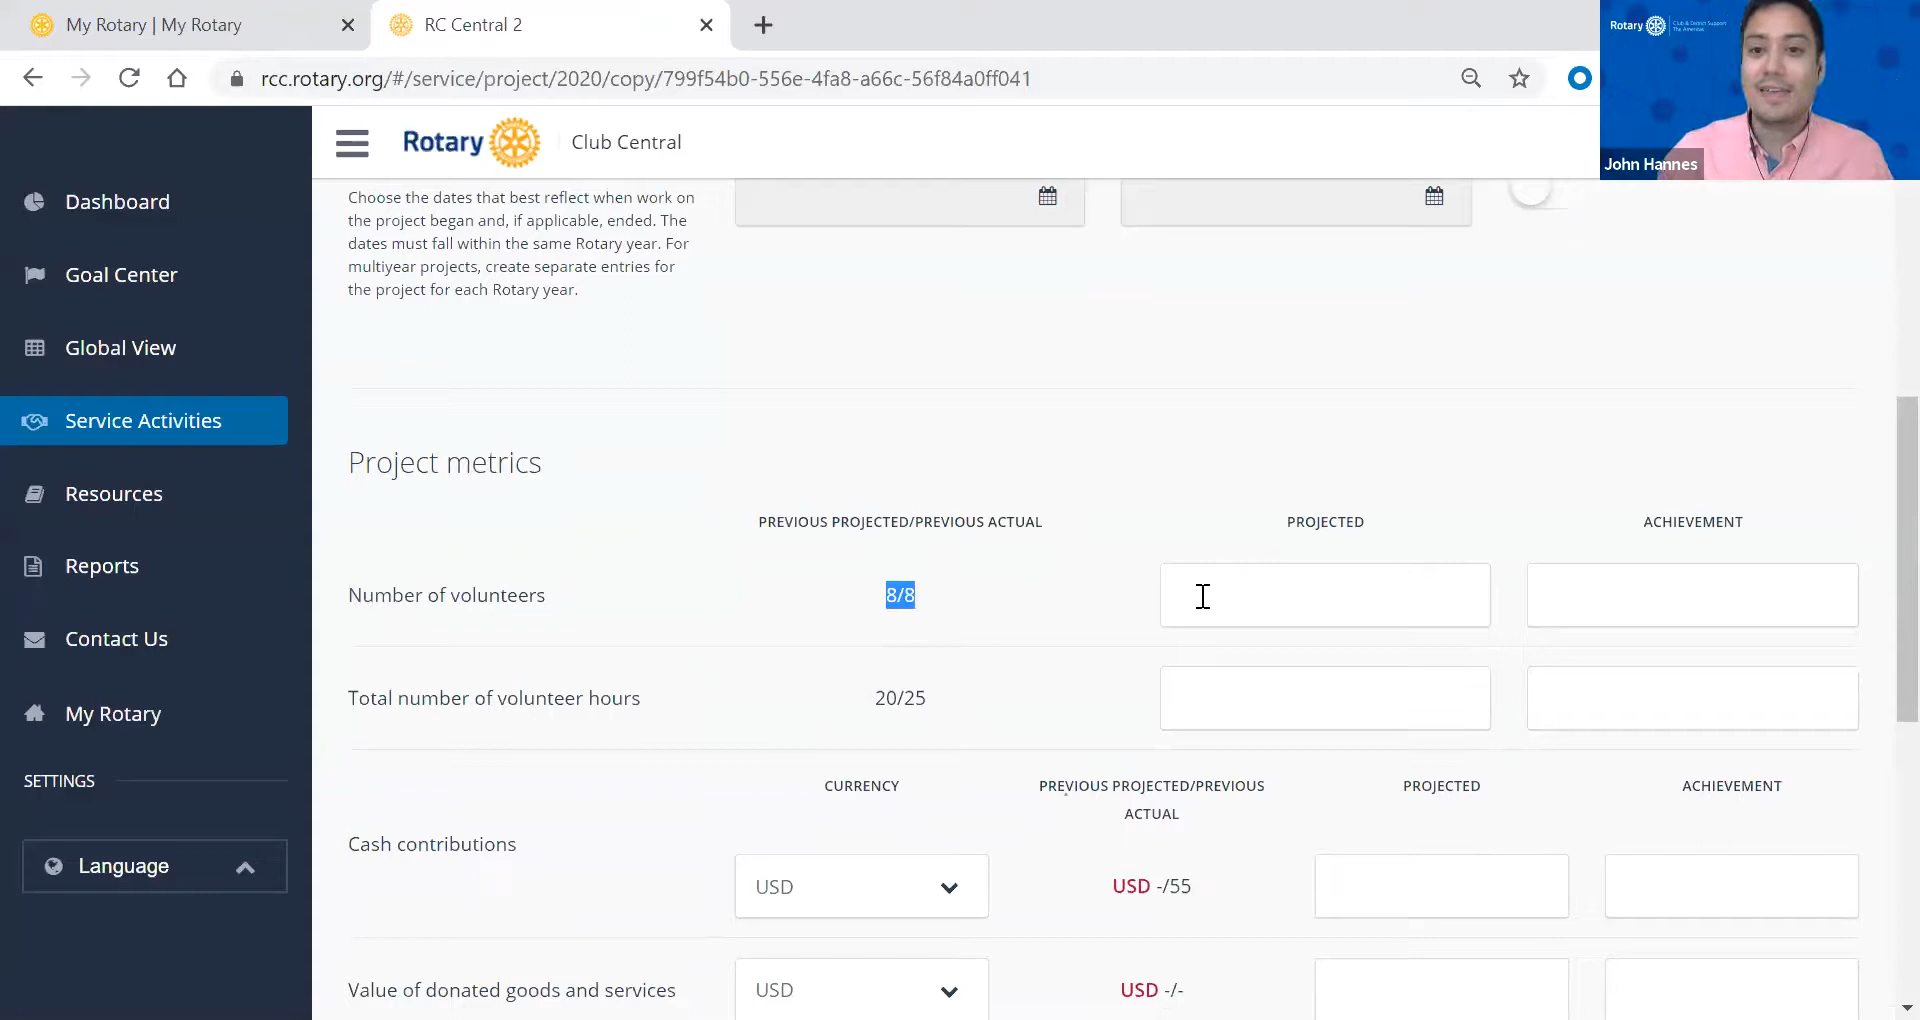 My Rotary | My Rotary
RC Central 2
rcc.rotary.org/#/service/project/2020/copy/799f54b0-556e-4fa8-a66c-56f84a0ff041
Rotary
Club & District Support
The Americas
John Hannes
Rotary
Club Central
Dashboard
Goal Center
Global View
Service Activities
Resources
Reports
Contact Us
My Rotary
SETTINGS
Language
Choose the dates that best reflect when work on
the project began and, if applicable, ended. The
dates must fall within the same Rotary year. For
multiyear projects, create separate entries for
the project for each Rotary year.
Project metrics
PREVIOUS PROJECTED/PREVIOUS ACTUAL PROJECTED ACHIEVEMENT
Number of volunteers 8/8
Total number of volunteer hours 20/25
CURRENCY PREVIOUS PROJECTED/PREVIOUS PROJECTED ACHIEVEMENT
ACTUAL
Cash contributions
USD USD -/55
Value of donated goods and services USD USD -/-